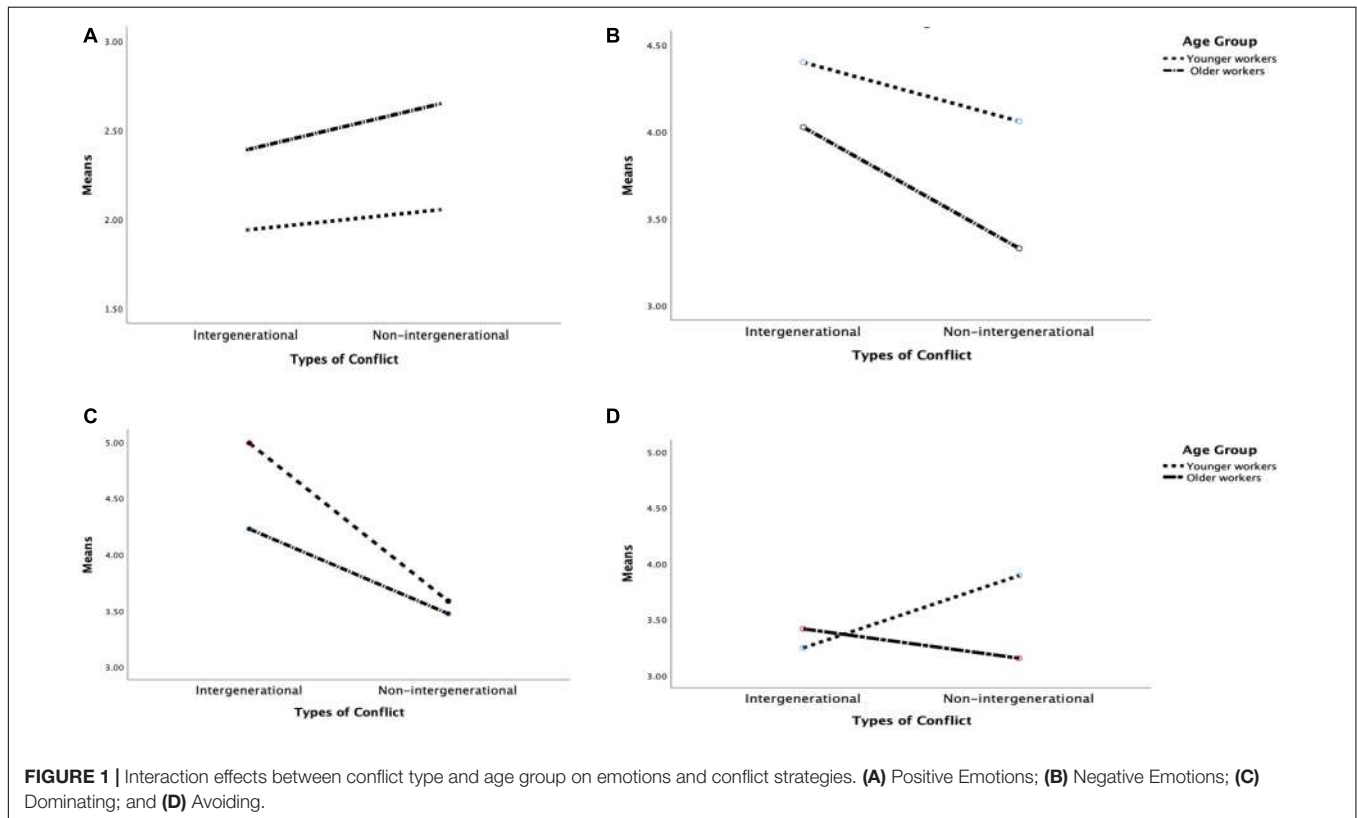 A
3.00
2.50
2.00
1.50
Means
Intergenerational
Non-intergenerational
Types of Conflict
B
4.50
4.00
3.50
3.00
Means
Intergenerational
Non-intergenerational
Types of Conflict
Age Group
Younger workers
Older workers
C
5.00
4.50
4.00
3.50
3.00
Means
Intergenerational
Non-intergenerational
Types of Conflict
D
5.00
4.50
4.00
3.50
3.00
Means
Intergenerational
Non-intergenerational
Types of Conflict
Age Group
Younger workers
Older workers
FIGURE 1 | Interaction effects between conflict type and age group on emotions and conflict strategies. (A) Positive Emotions; (B) Negative Emotions; (C)
Dominating; and (D) Avoiding.